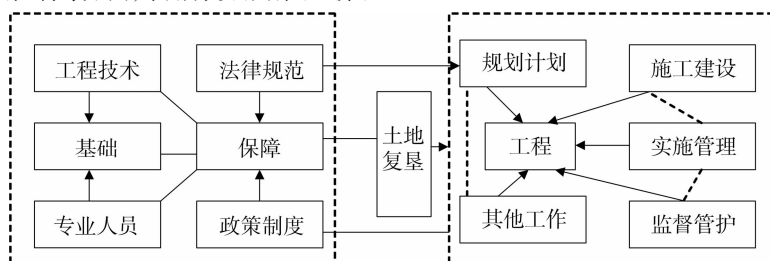 工程技术
法律规范
规划计划
施工建设
基础
保障
土地
复垦
工程
实施管理
专业人员
政策制度
其他工作
监督管护